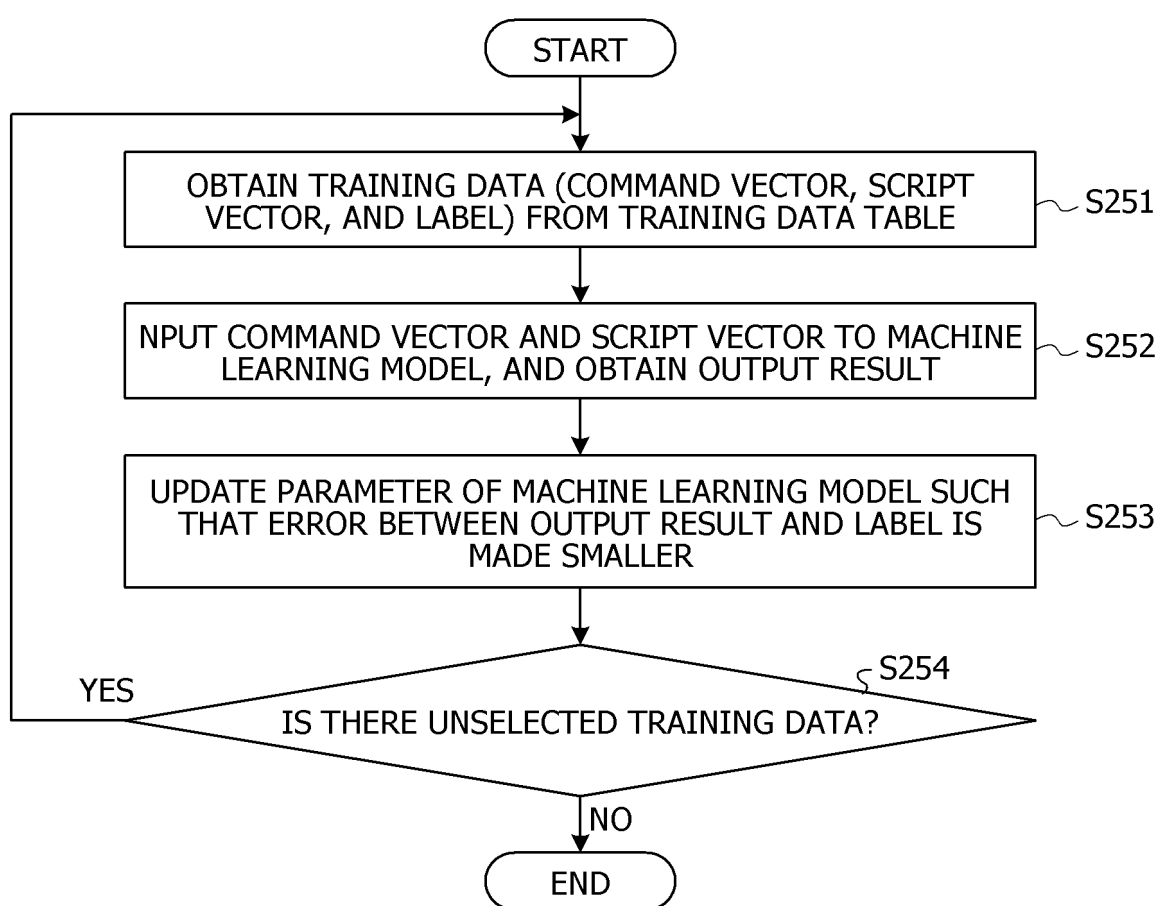 START
OBTAIN TRAINING DATA (COMMAND VECTOR, SCRIPT
VECTOR, AND LABEL) FROM TRAINING DATA TABLE
S251
NPUT COMMAND VECTOR AND SCRIPT VECTOR TO MACHINE
LEARNING MODEL, AND OBTAIN OUTPUT RESULT
S252
UPDATE PARAMETER OF MACHINE LEARNING MODEL SUCH
THAT ERROR BETWEEN OUTPUT RESULT AND LABEL IS
MADE SMALLER
S253
S254
YES
IS THERE UNSELECTED TRAINING DATA?
NO
END